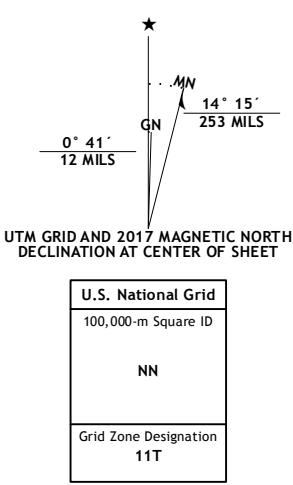 ★
MN
GN
14° 15´
253 MILS
0° 41´
12 MILS
UTM GRID AND 2017 MAGNETIC NORTH
DECLINATION AT CENTER OF SHEET
U.S. National Grid
100,000-m Square ID
NN
Grid Zone Designation
11T